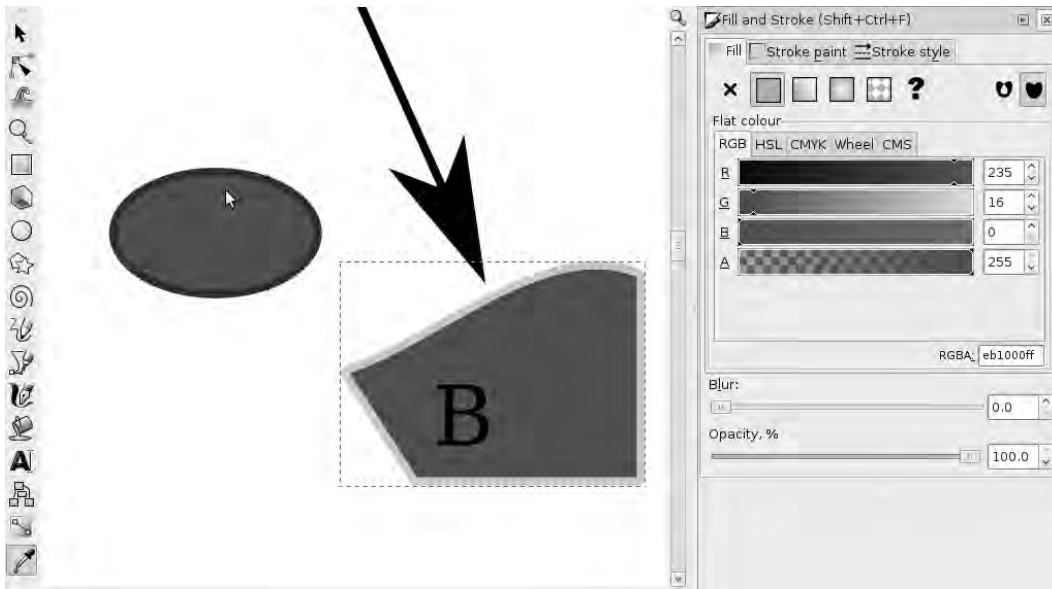 Fill and Stroke (Shift+Ctrl+F)
Fill Stroke paint Stroke style
?
Flat colour
RGB HSL CMYK Wheel CMS
R 235
G 16
B 0
A 255
RGBA: eb1000ff
Blur:
0.0
Opacity, %
100.0
B
A